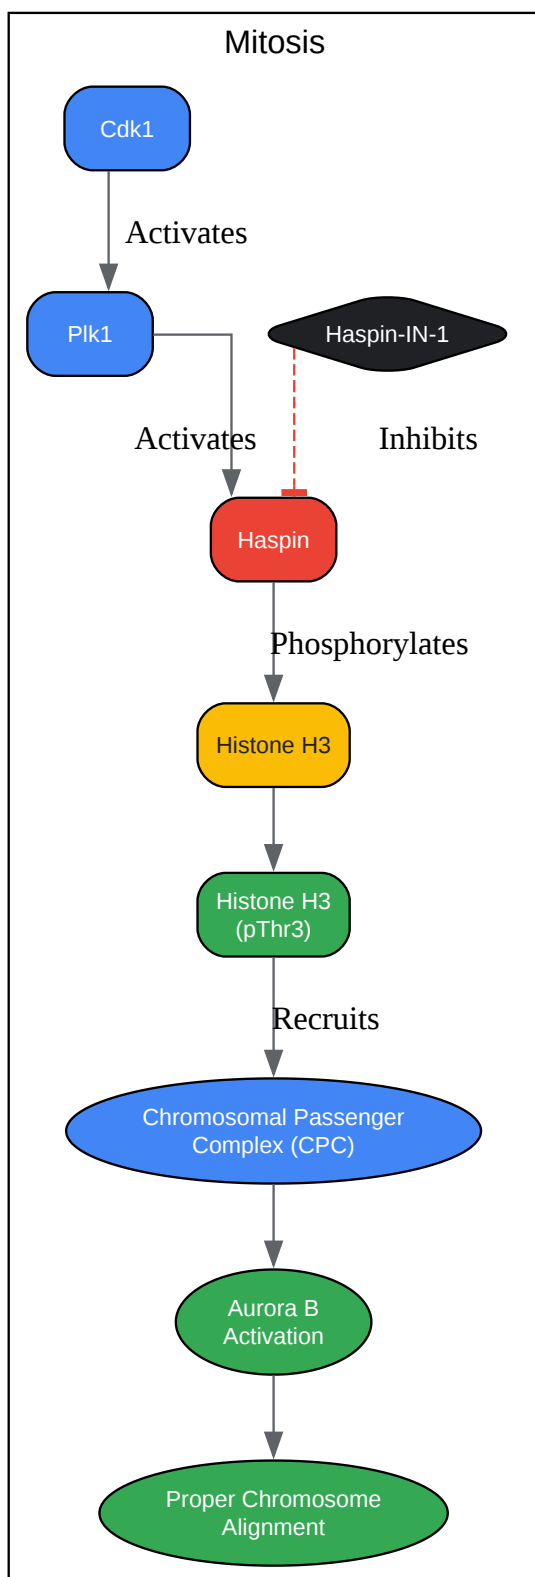 Mitosis
Cdk1
Activates
Plk1
Haspin-IN-1
Activates
Inhibits
Haspin
Phosphorylates
Histone H3
Histone H3
(pThr3)
Recruits
Chromosomal Passenger
Complex (CPC)
Aurora B
Activation
Proper Chromosome
Alignment